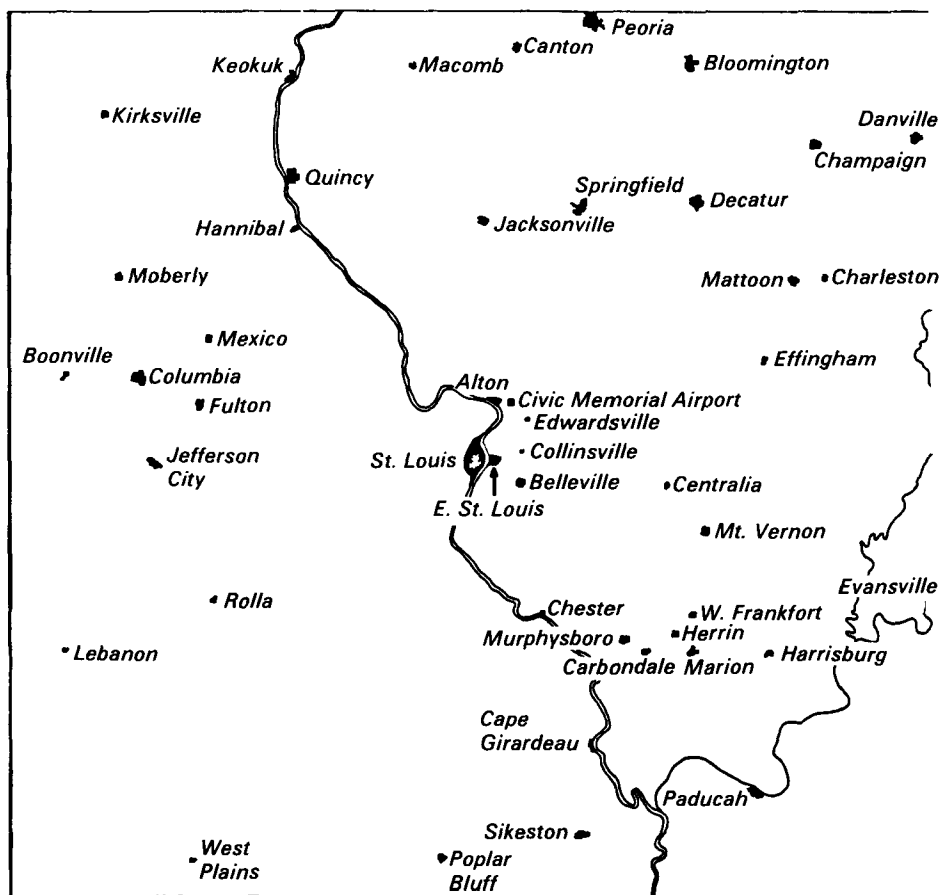 Peoria
Canton
Keokuk
Macomb
Bloomington
Kirksville
Danville
Champaign
Quincy
Springfield
Decatur
Jacksonville
Hannibal
Moberly
Mattoon
Charleston
Mexico
Boonville
Effingham
Columbia
Alton
Civic Memorial Airport
Fulton
Edwardsville
Collinsville
St. Louis
Jefferson
City
Belleville
Centralia
E. St. Louis
Mt. Vernon
Evansville
Rolla
Chester
W. Frankfort
Herrin
Murphysboro
Lebanon
Carbondale
Marion
Harrisburg
Cape
Girardeau
Paducah
Sikeston
West
Plains
Poplar
Bluff